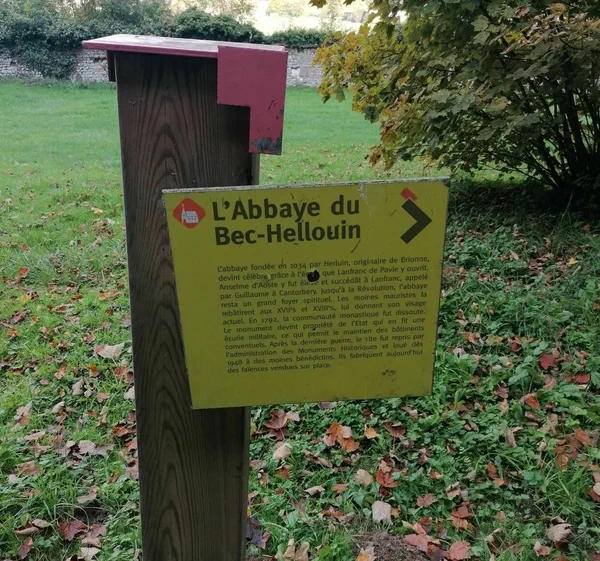 L'Abbaye du
Bec-Hellouin
L'abbaye fondée en 1034 par Herluin, originaire de Brionne,
devint célèbre grâce à l'é que Lanfranc de Pavie y ouvrit.
Anselme d'Aoste y fut élève et succédât à Lanfranc, appelé
par Guillaume à Cantorbery. Jusqu'à la Révolution, l'abbaye
resta un grand foyer spirituel. Les moines mauristes la
rebâtirent aux XVIIe et XVIIIe, lui donnant son visage
actuel. En 1792, la communauté monastique fut dissoute.
Le monument devint propriété de l'Etat qui en fit une
écurie militaire, ce qui permit le maintien des bâtiments
conventuels. Après la dernière guerre, le site fut repris par
l'administration des Monuments Historiques et loué dès
1948 à des moines bénédictins. Ils fabriquent aujourd'hui
des faïences vendues sur place.